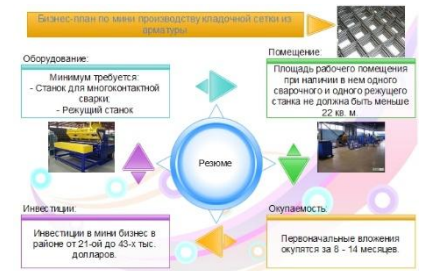 Бизнес-план по мини производству кладочной сетки из
арматуры.
Оборудование:
Помещение:
Минимум требуется:
- Станок для многоконтактной
сварки;
- Режущий станок
Площадь рабочего помещения
при наличии в нем одного
сварочного и одного режущего
станка не должна быть меньше
22 кв. м.
Резюме
Инвестиции:
Окупаемость:
Инвестиции в мини бизнес в
районе от 21-ой до 43-х тыс.
долларов.
Первоначальные вложения
окупятся за 8 - 14 месяцев.